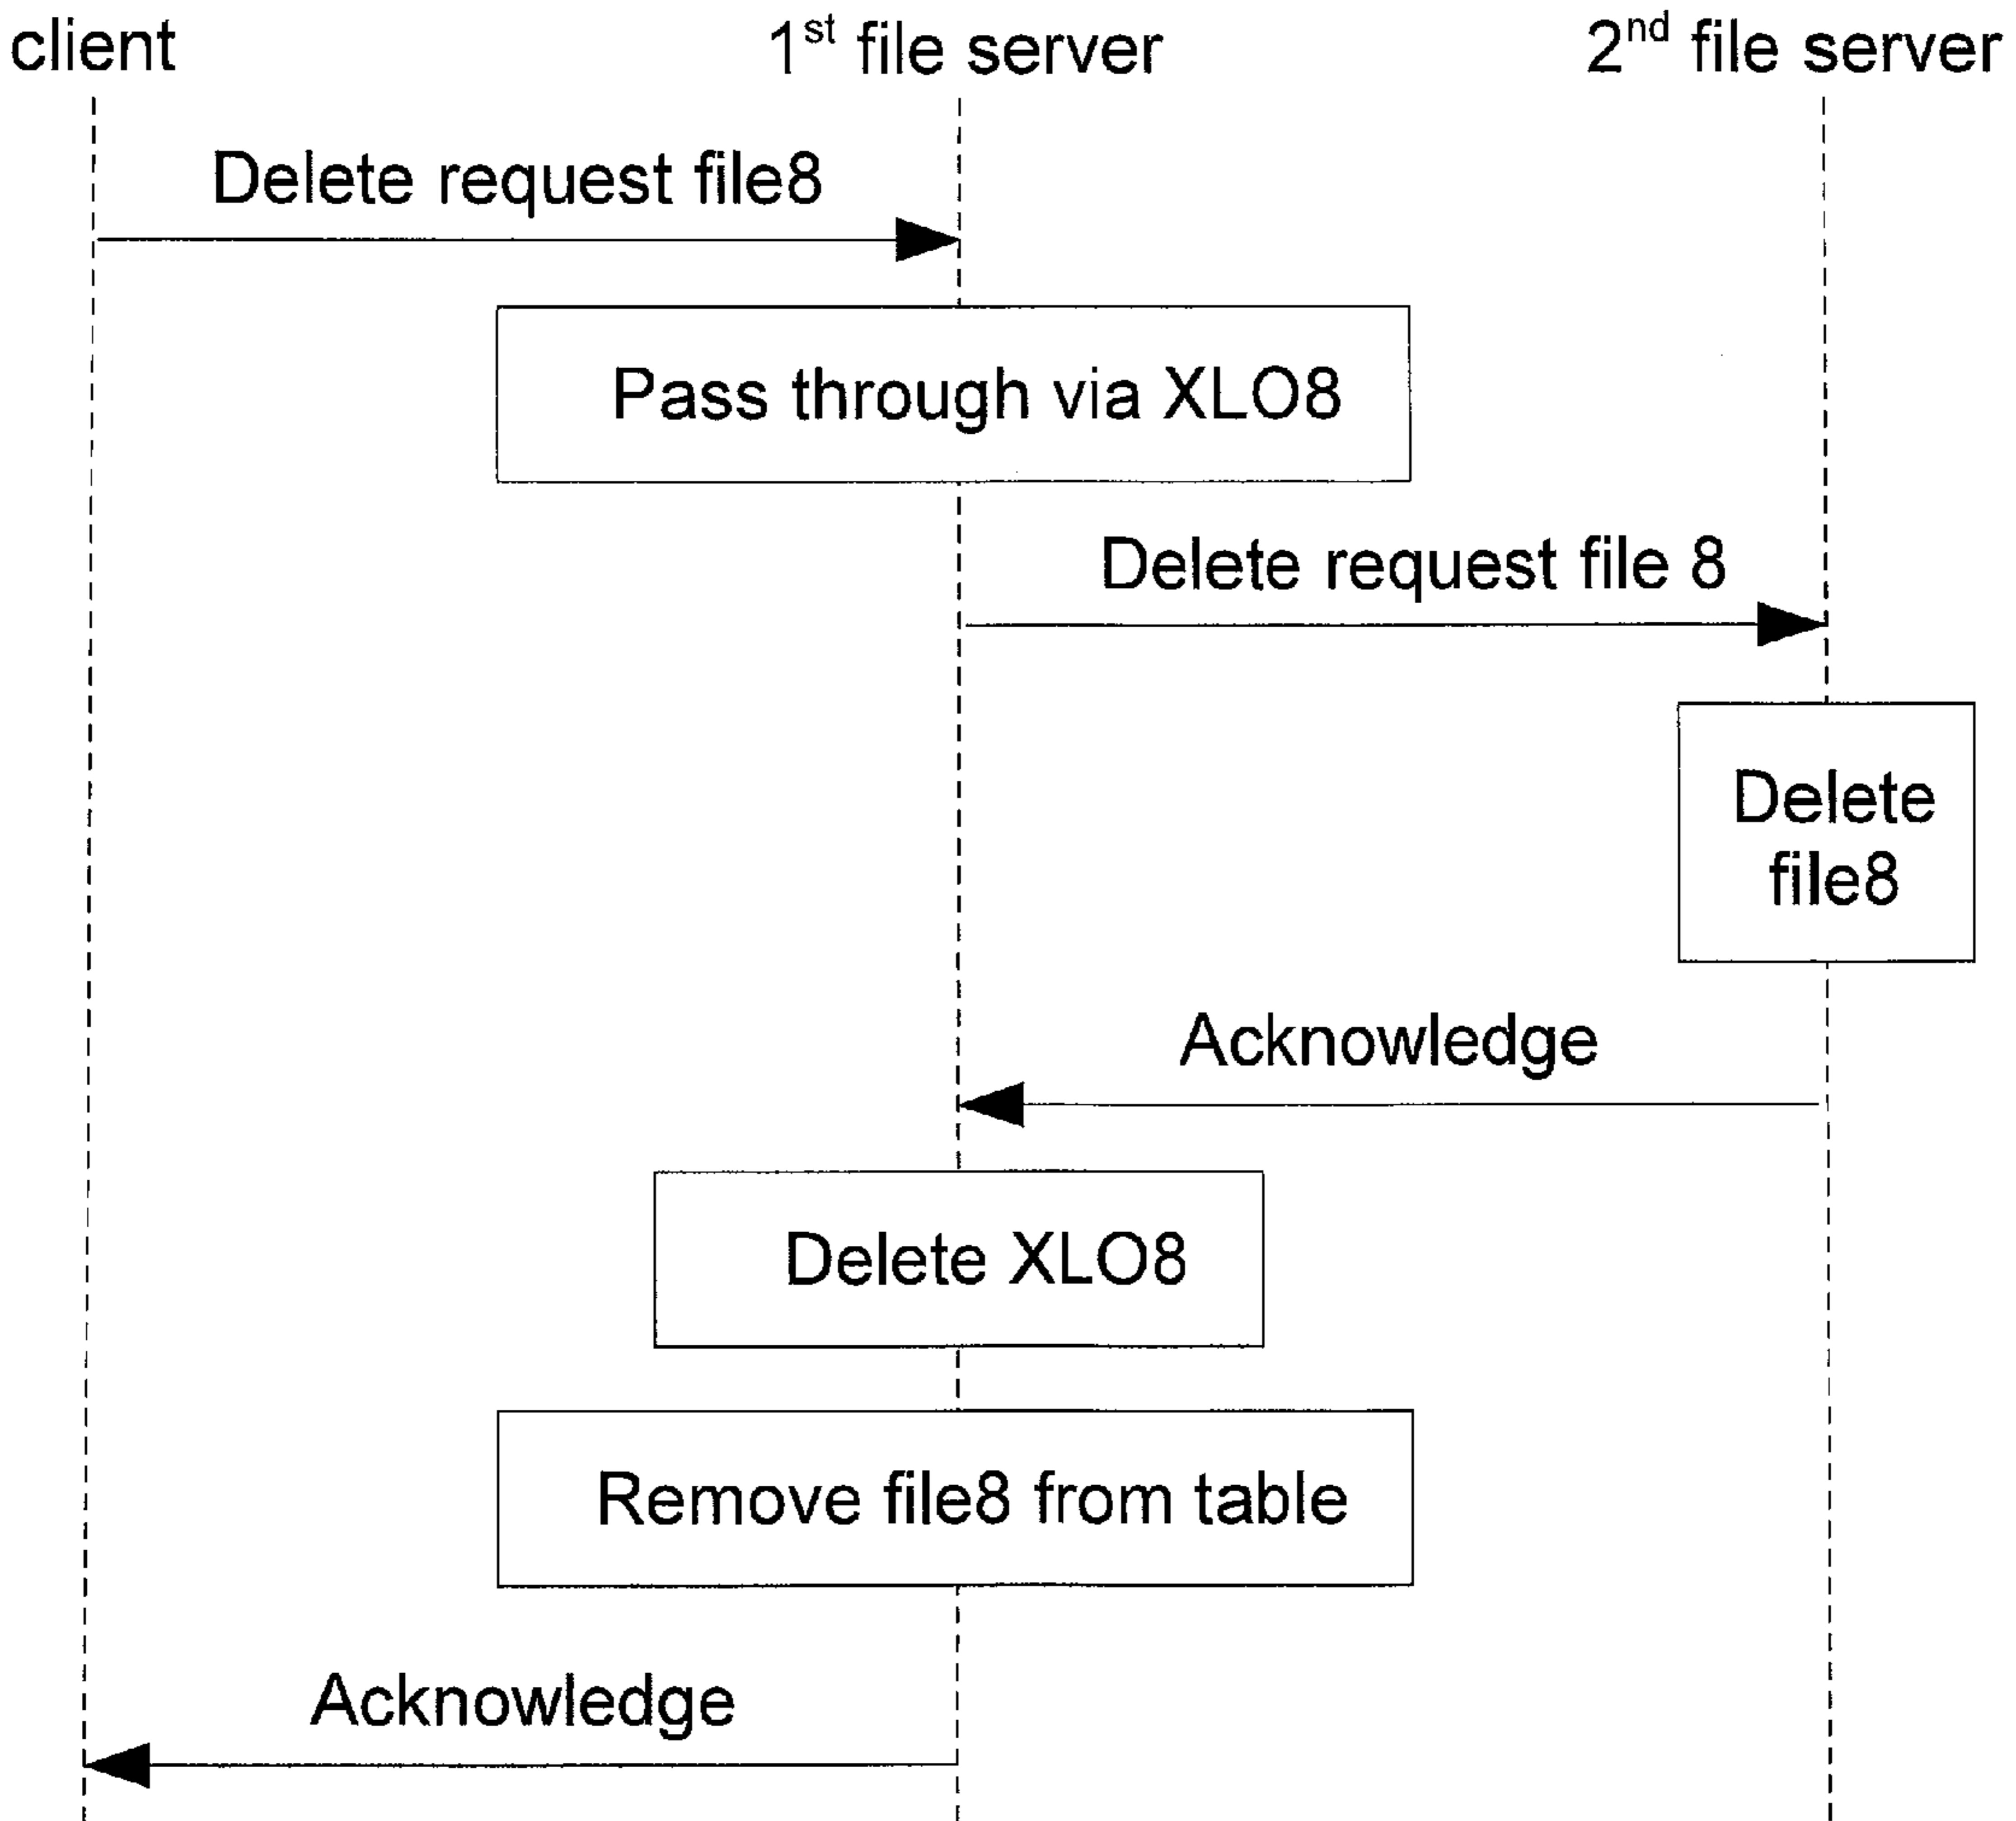 client
1st file server
2nd file server
Delete request file8
Pass through via XLO8
Delete request file 8
Delete
file8
Acknowledge
Delete XLO8
Remove file8 from table
Acknowledge